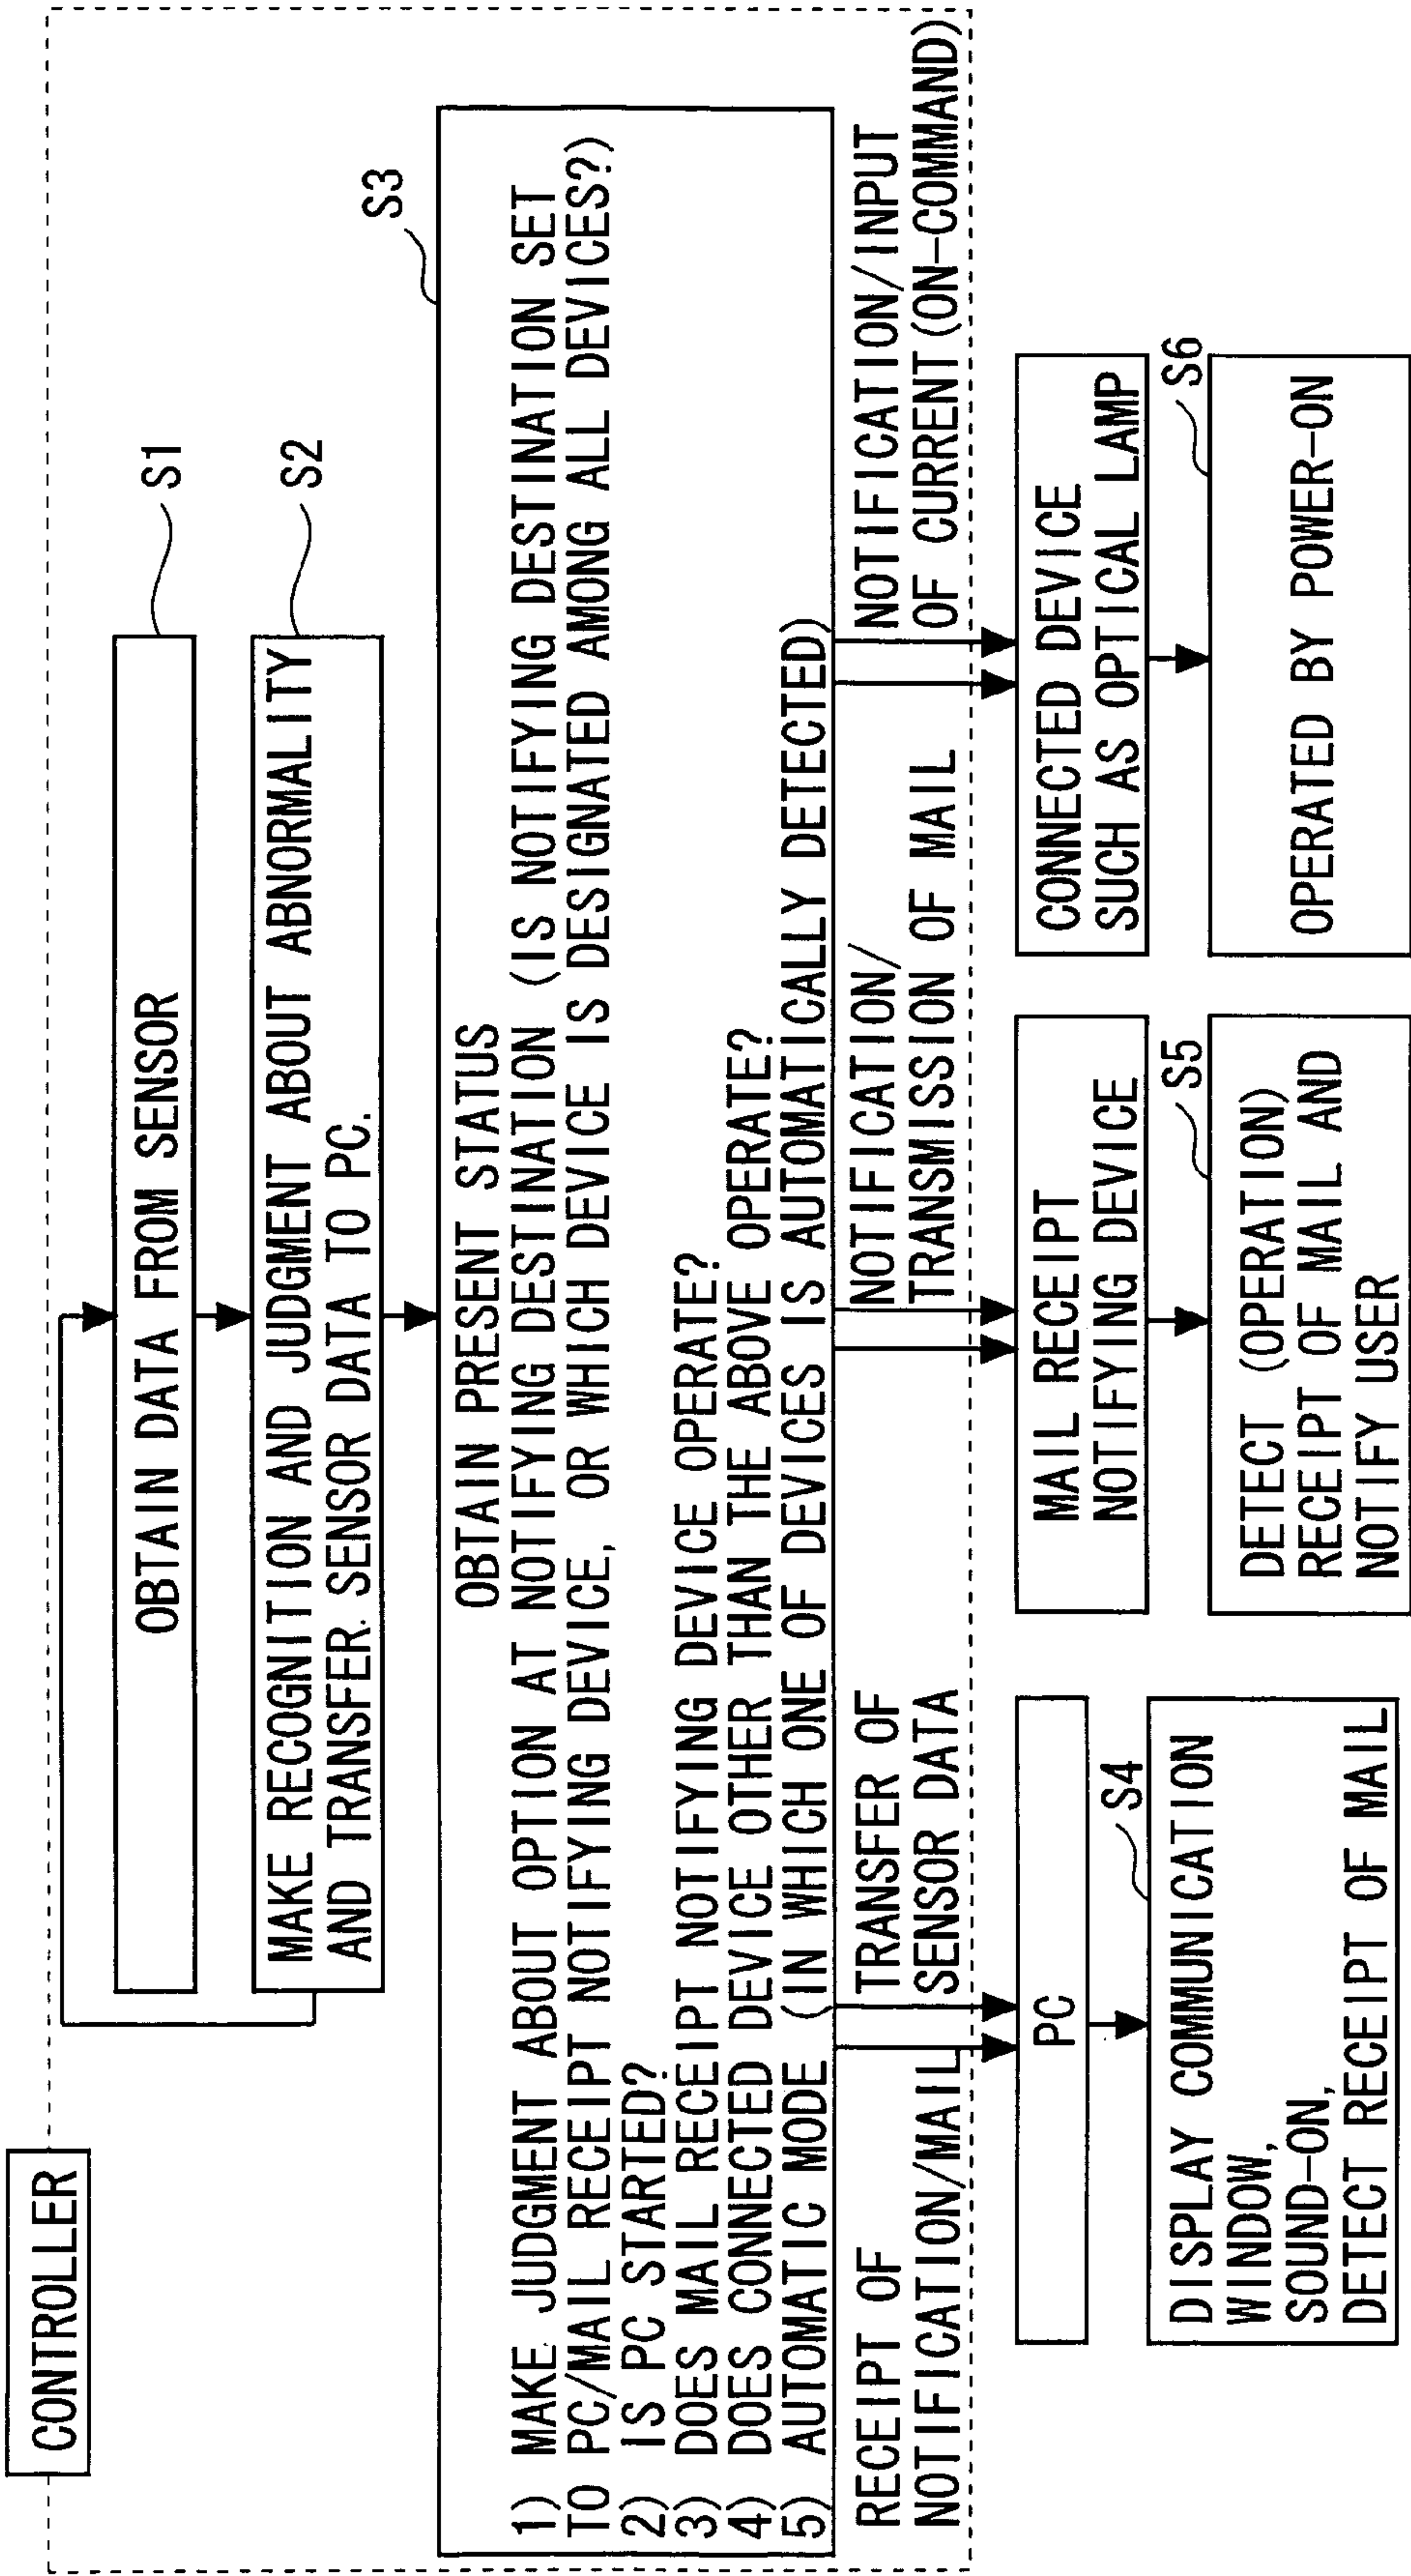 CONTROLLER
OBTAIN DATA FROM SENSOR
S1
MAKE RECOGNITION AND JUDGMENT ABOUT ABNORMALITY
AND TRANSFER SENSOR DATA TO PC.
S2
S3
OBTAIN PRESENT STATUS
1) MAKE JUDGMENT ABOUT OPTION AT NOTIFYING DESTINATION (IS NOTIFYING DESTINATION SET
TO PC/MAIL RECEIPT NOTIFYING DEVICE, OR WHICH DEVICE IS DESIGNATED AMONG ALL DEVICES?)
2) IS PC STARTED?
3) DOES MAIL RECEIPT NOTIFYING DEVICE OPERATE?
4) DOES CONNECTED DEVICE OTHER THAN THE ABOVE OPERATE?
5) AUTOMATIC MODE (IN WHICH ONE OF DEVICES IS AUTOMATICALLY DETECTED)
RECEIPT OF
NOTIFICATION/MAIL
TRANSFER OF
SENSOR DATA
NOTIFICATION/
TRANSMISSION OF MAIL
NOTIFICATION/INPUT
OF CURRENT(ON-COMMAND)
PC
S4
DISPLAY COMMUNICATION
WINDOW,
SOUND-ON,
DETECT RECEIPT OF MAIL
MAIL RECEIPT
NOTIFYING DEVICE
S5
DETECT (OPERATION)
RECEIPT OF MAIL AND
NOTIFY USER
CONNECTED DEVICE
SUCH AS OPTICAL LAMP
S6
OPERATED BY POWER-ON